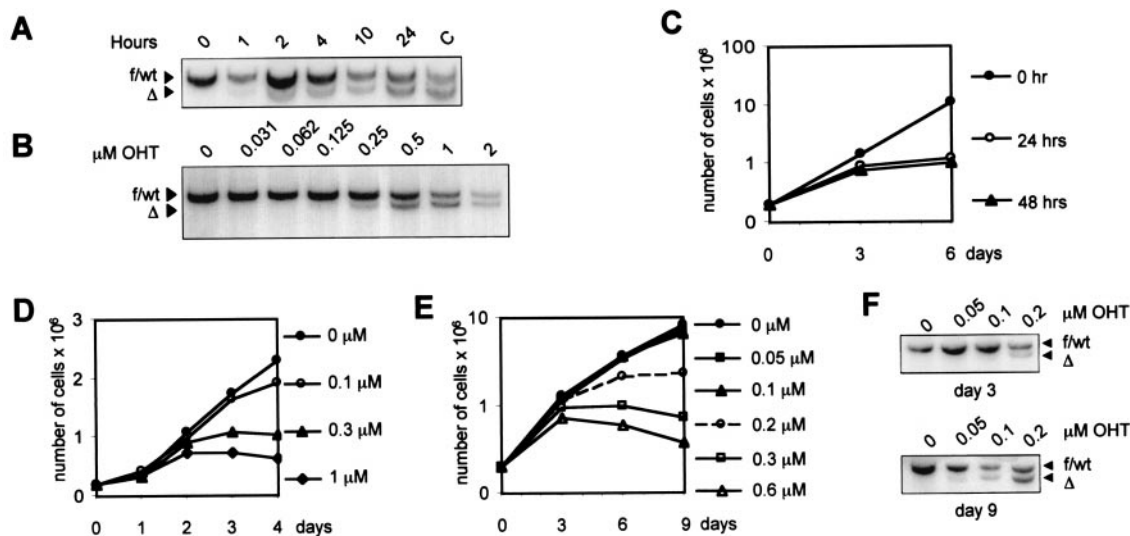 A
Hours 0 1 2 4 10 24 C
f/wt
Δ
B
μM OHT 0 0.031 0.062 0.125 0.25 0.5 1 2
f/wt
Δ
C
number of cells x 10⁶
100
10
1
0
0 3 6 days
0 hr
24 hrs
48 hrs
D
number of cells x 10⁶
3
2
1
0
0 1 2 3 4 days
0 μM
0.1 μM
0.3 μM
1 μM
E
number of cells x 10⁶
10
1
0
0 3 6 9 days
0 μM
0.05 μM
0.1 μM
0.2 μM
0.3 μM
0.6 μM
F
0 0.05 0.1 0.2 μM OHT
f/wt
Δ
day 3
0 0.05 0.1 0.2 μM OHT
f/wt
Δ
day 9